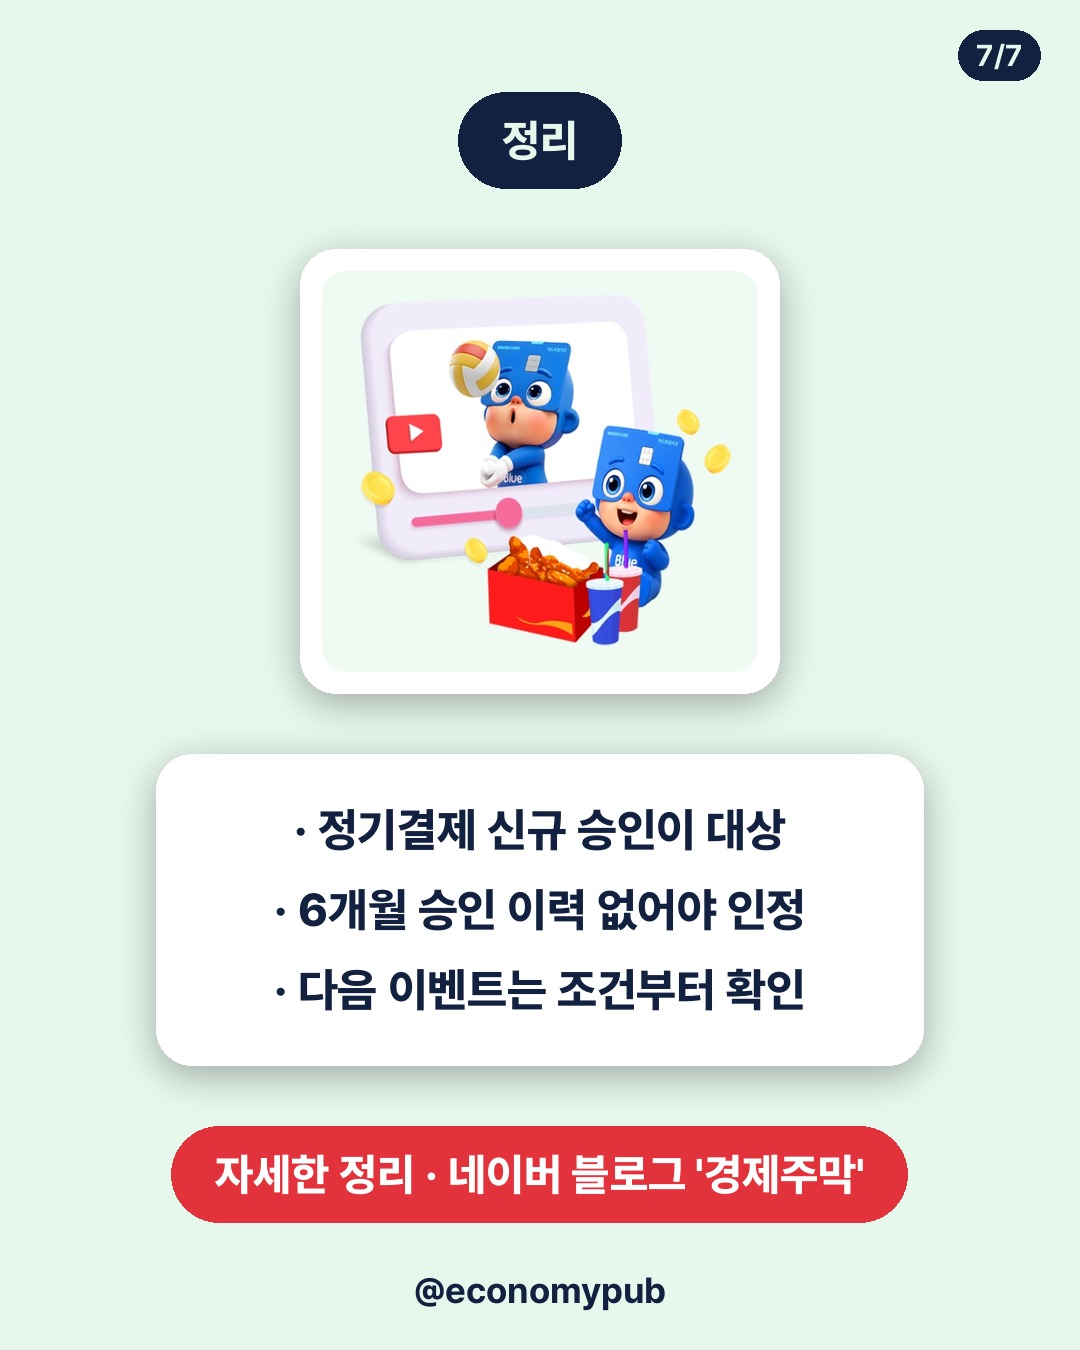 7/7
정리
Blue
Blue
· 정기결제 신규 승인이 대상
· 6개월 승인 이력 없어야 인정
· 다음 이벤트는 조건부터 확인
자세한 정리 · 네이버 블로그 '경제주막'
@economypub